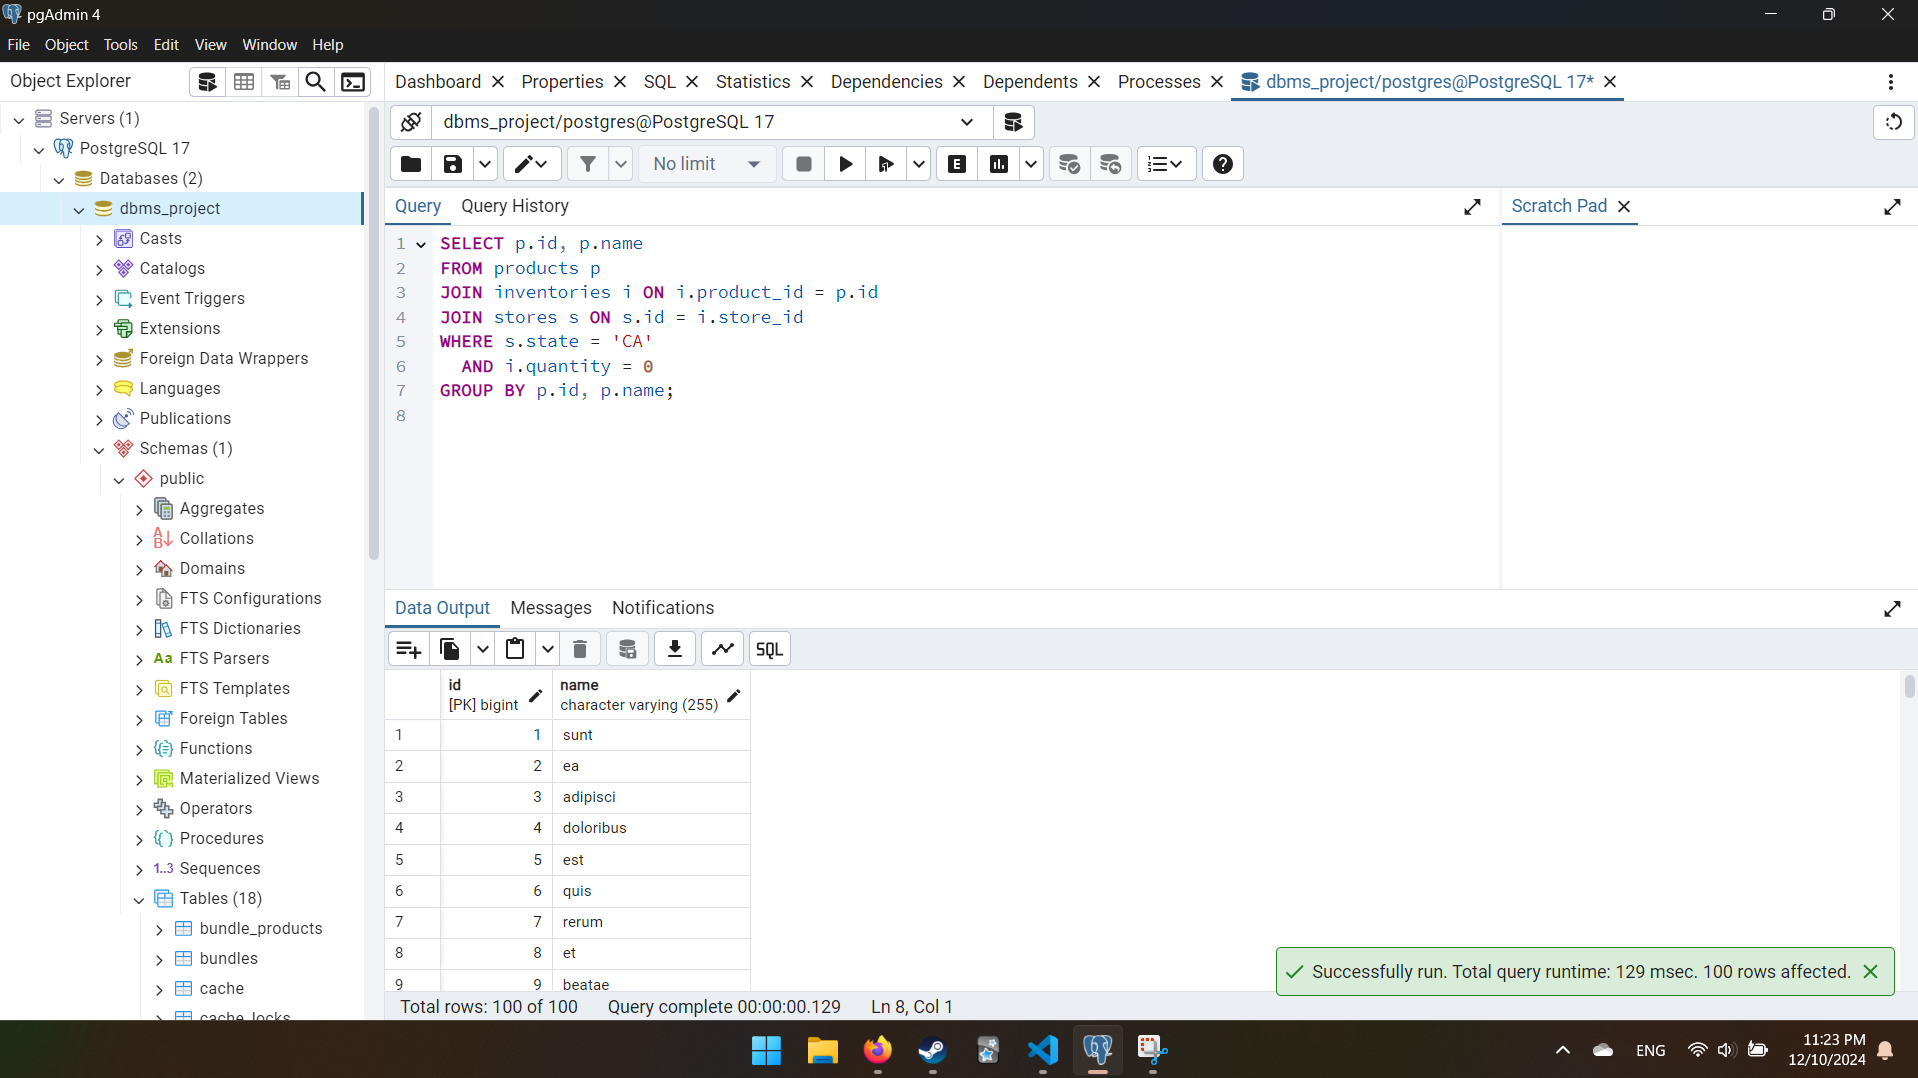 pgAdmin 4
File Object Tools Edit View Window Help
Object Explorer
Servers (1)
PostgreSQL 17
Databases (2)
dbms_project
Casts
Catalogs
Event Triggers
Extensions
Foreign Data Wrappers
Languages
Publications
Schemas (1)
public
Aggregates
Collations
Domains
FTS Configurations
FTS Dictionaries
Aa FTS Parsers
FTS Templates
Foreign Tables
Functions
Materialized Views
Operators
Procedures
1..3 Sequences
Tables (18)
bundle_products
bundles
cache
cache_locks
Dashboard Properties SQL Statistics Dependencies Dependents Processes dbms_project/postgres@PostgreSQL 17*
dbms_project/postgres@PostgreSQL 17
No limit E
Query Query History
Scratch Pad
1 SELECT p.id, p.name
2 FROM products p
3 JOIN inventories i ON i.product_id = p.id
4 JOIN stores s ON s.id = i.store_id
5 WHERE s.state = 'CA'
6 AND i.quantity = 0
7 GROUP BY p.id, p.name;
8
Data Output Messages Notifications
SQL
id name
[PK] bigint character varying (255)
1 1 sunt
2 2 ea
3 3 adipisci
4 4 doloribus
5 5 est
6 6 quis
7 7 rerum
8 8 et
9 9 beatae
Successfully run. Total query runtime: 129 msec. 100 rows affected.
Total rows: 100 of 100 Query complete 00:00:00.129 Ln 8, Col 1
ENG
11:23 PM
12/10/2024